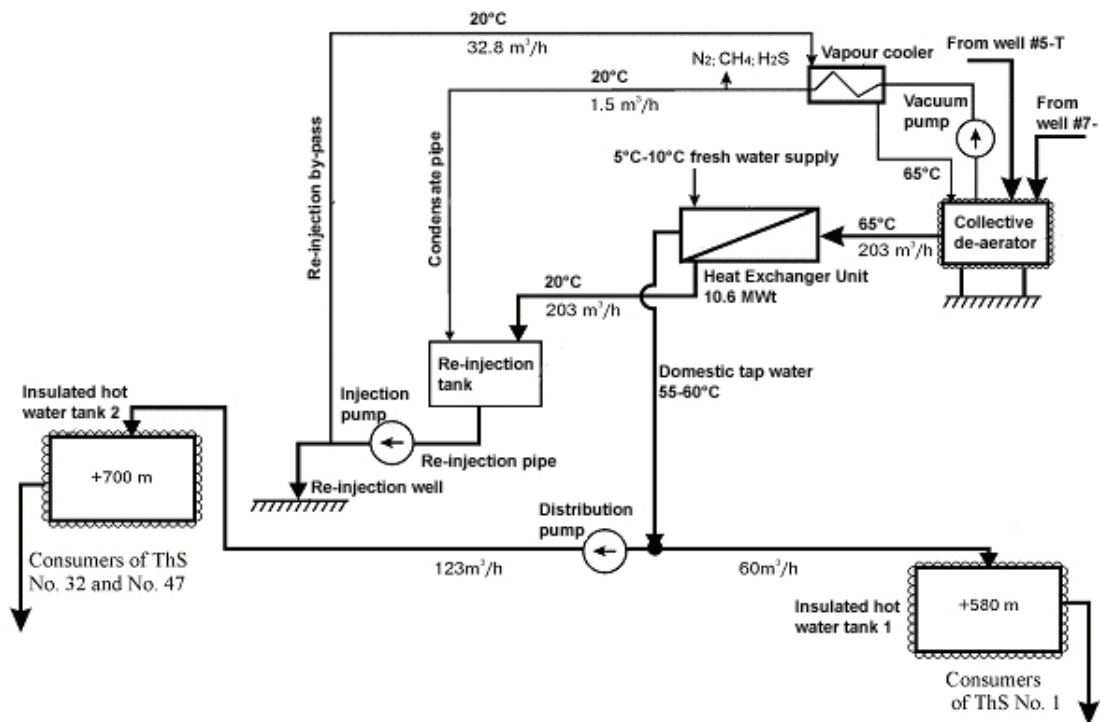 20°C
32.8 m³/h
Vapour cooler
From well #5-T
N₂; CH₄; H₂S
20°C
1.5 m³/h
Vacuum
pump
From
well #7-
Re-injection by-pass
Condensate pipe
5°C-10°C fresh water supply
65°C
Collective
de-aerator
65°C
203 m³/h
Heat Exchanger Unit
10.6 MWt
20°C
203 m³/h
Re-injection
tank
Domestic tap water
55-60°C
Insulated hot
water tank 2
Injection
pump
+700 m
Re-injection pipe
Re-injection well
Distribution
pump
Consumers of ThS
No. 32 and No. 47
123m³/h
60m³/h
Insulated hot
water tank 1
+580 m
Consumers
of ThS No. 1